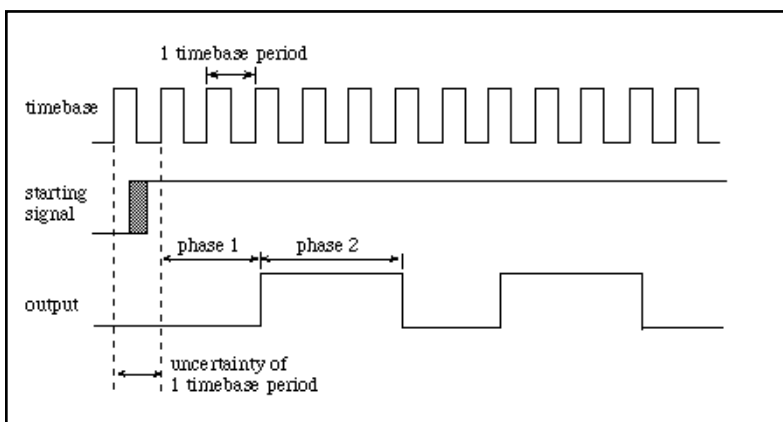 1 timebase period
timebase
starting
signal
phase 1
phase 2
output
uncertainty of
1 timebase period